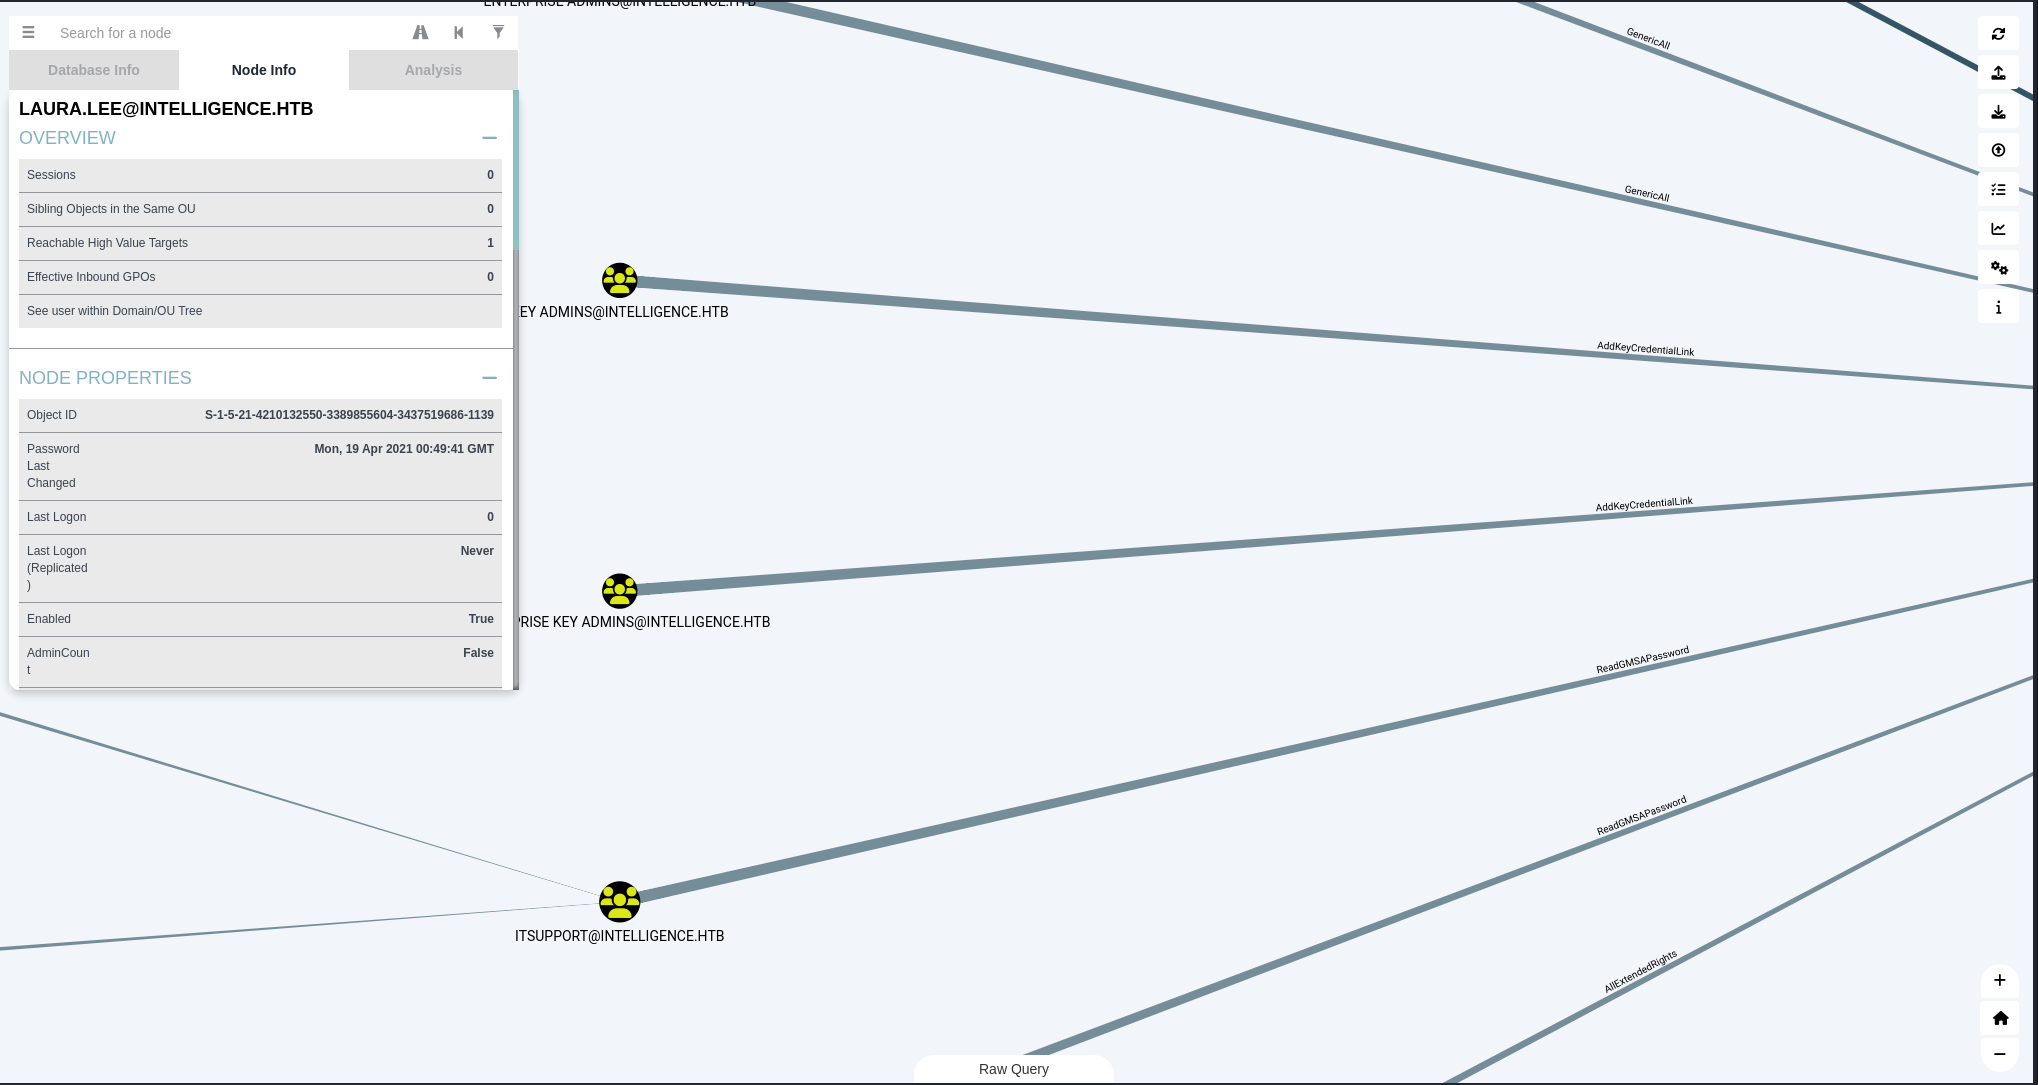 ENTERPRISE ADMINS@INTELLIGENCE.HTB
Search for a node
Database Info
Node Info
Analysis
LAURA.LEE@INTELLIGENCE.HTB
OVERVIEW
Sessions 0
Sibling Objects in the Same OU 0
Reachable High Value Targets 1
Effective Inbound GPOs 0
See user within Domain/OU Tree
NODE PROPERTIES
Object ID S-1-5-21-4210132550-3389855604-3437519686-1139
Password Mon, 19 Apr 2021 00:49:41 GMT
Last
Changed
Last Logon 0
Last Logon Never
(Replicated
)
Enabled True
AdminCoun False
t
GenericAll
GenericAll
EY ADMINS@INTELLIGENCE.HTB
AddKeyCredentialLink
AddKeyCredentialLink
PRISE KEY ADMINS@INTELLIGENCE.HTB
ReadGMSAPassword
ReadGMSAPassword
ITSUPPORT@INTELLIGENCE.HTB
AllExtendedRights
Raw Query